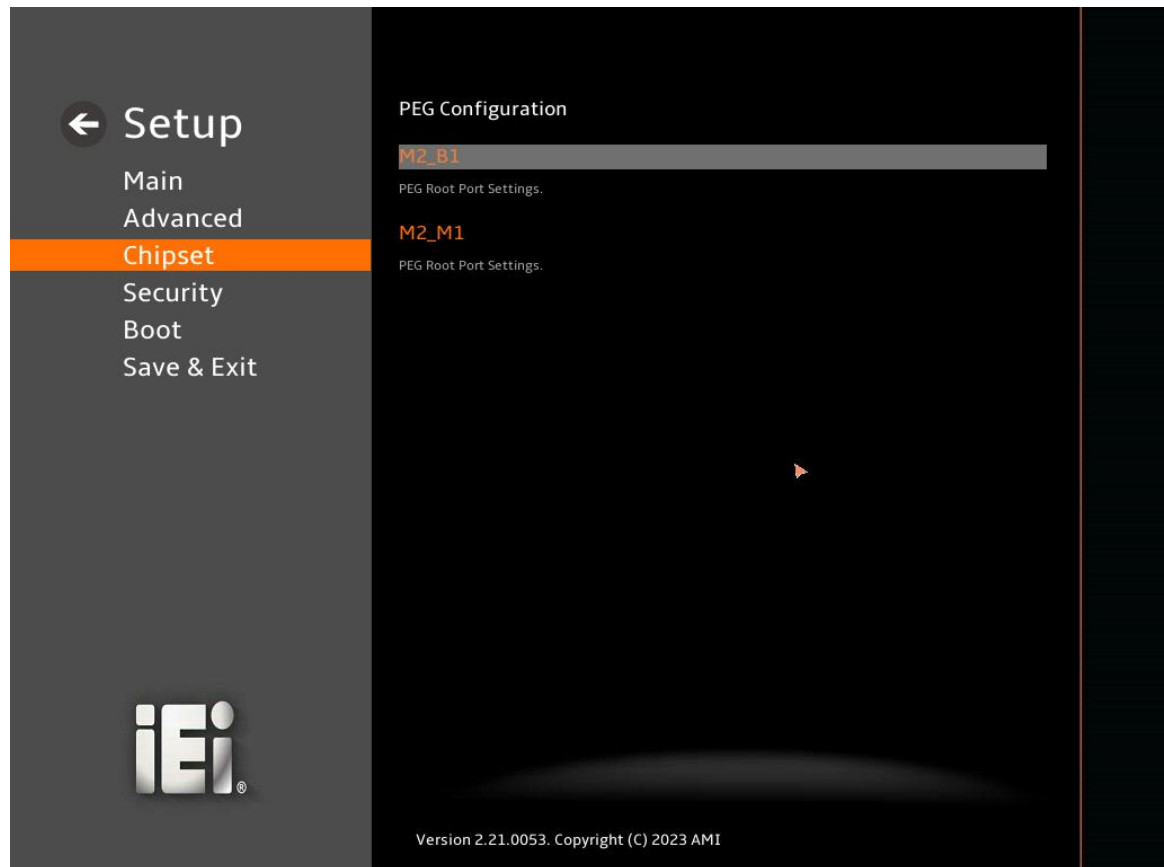 Setup
Main
Advanced
Chipset
Security
Boot
Save & Exit
iEi®
PEG Configuration
M2_B1
PEG Root Port Settings.
M2_M1
PEG Root Port Settings.
Version 2.21.0053. Copyright (C) 2023 AMI